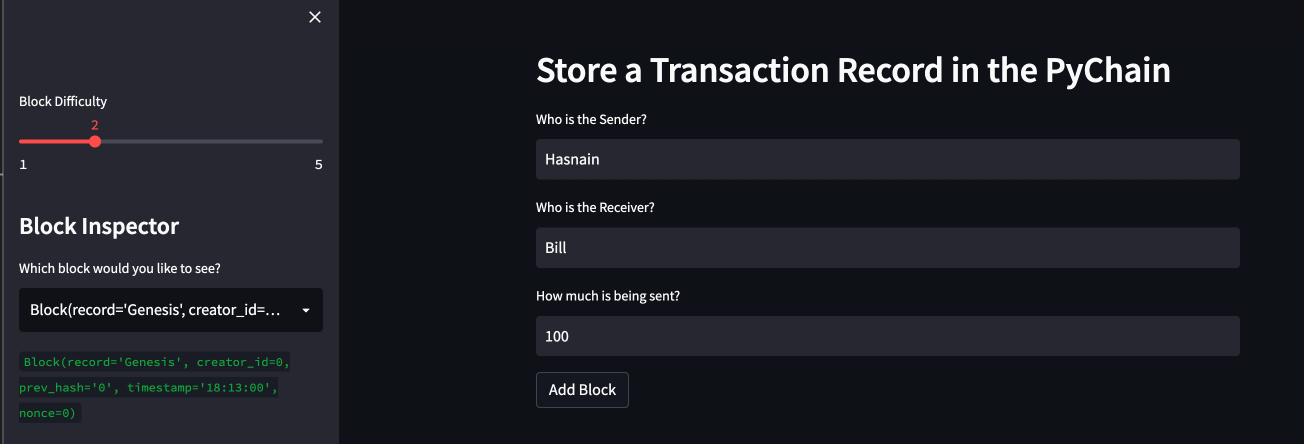 Block Difficulty
2
1 5
Block Inspector
Which block would you like to see?
Block(record='Genesis', creator_id=...
Block(record='Genesis', creator_id=0,
prev_hash='0', timestamp='18:13:00',
nonce=0)
Store a Transaction Record in the PyChain
Who is the Sender?
Hasnain
Who is the Receiver?
Bill
How much is being sent?
100
Add Block